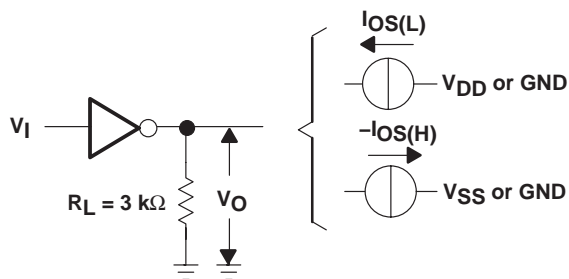 IOS(L)
VDD or GND
–IOS(H)
VI
VO
RL = 3 kΩ
VSS or GND